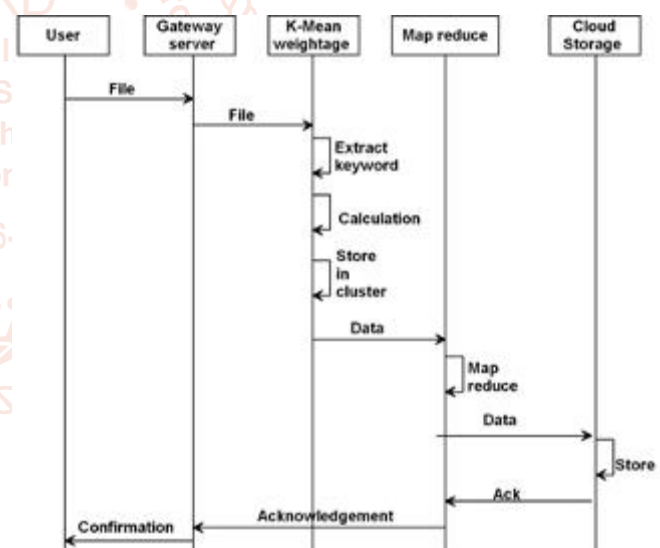 User
Gateway
server
K-Mean
weightage
Map reduce
Cloud
Storage
File
File
Extract
keyword
Calculation
Store
in
cluster
Data
Map
reduce
Data
Store
Ack
Acknowledgement
Confirmation